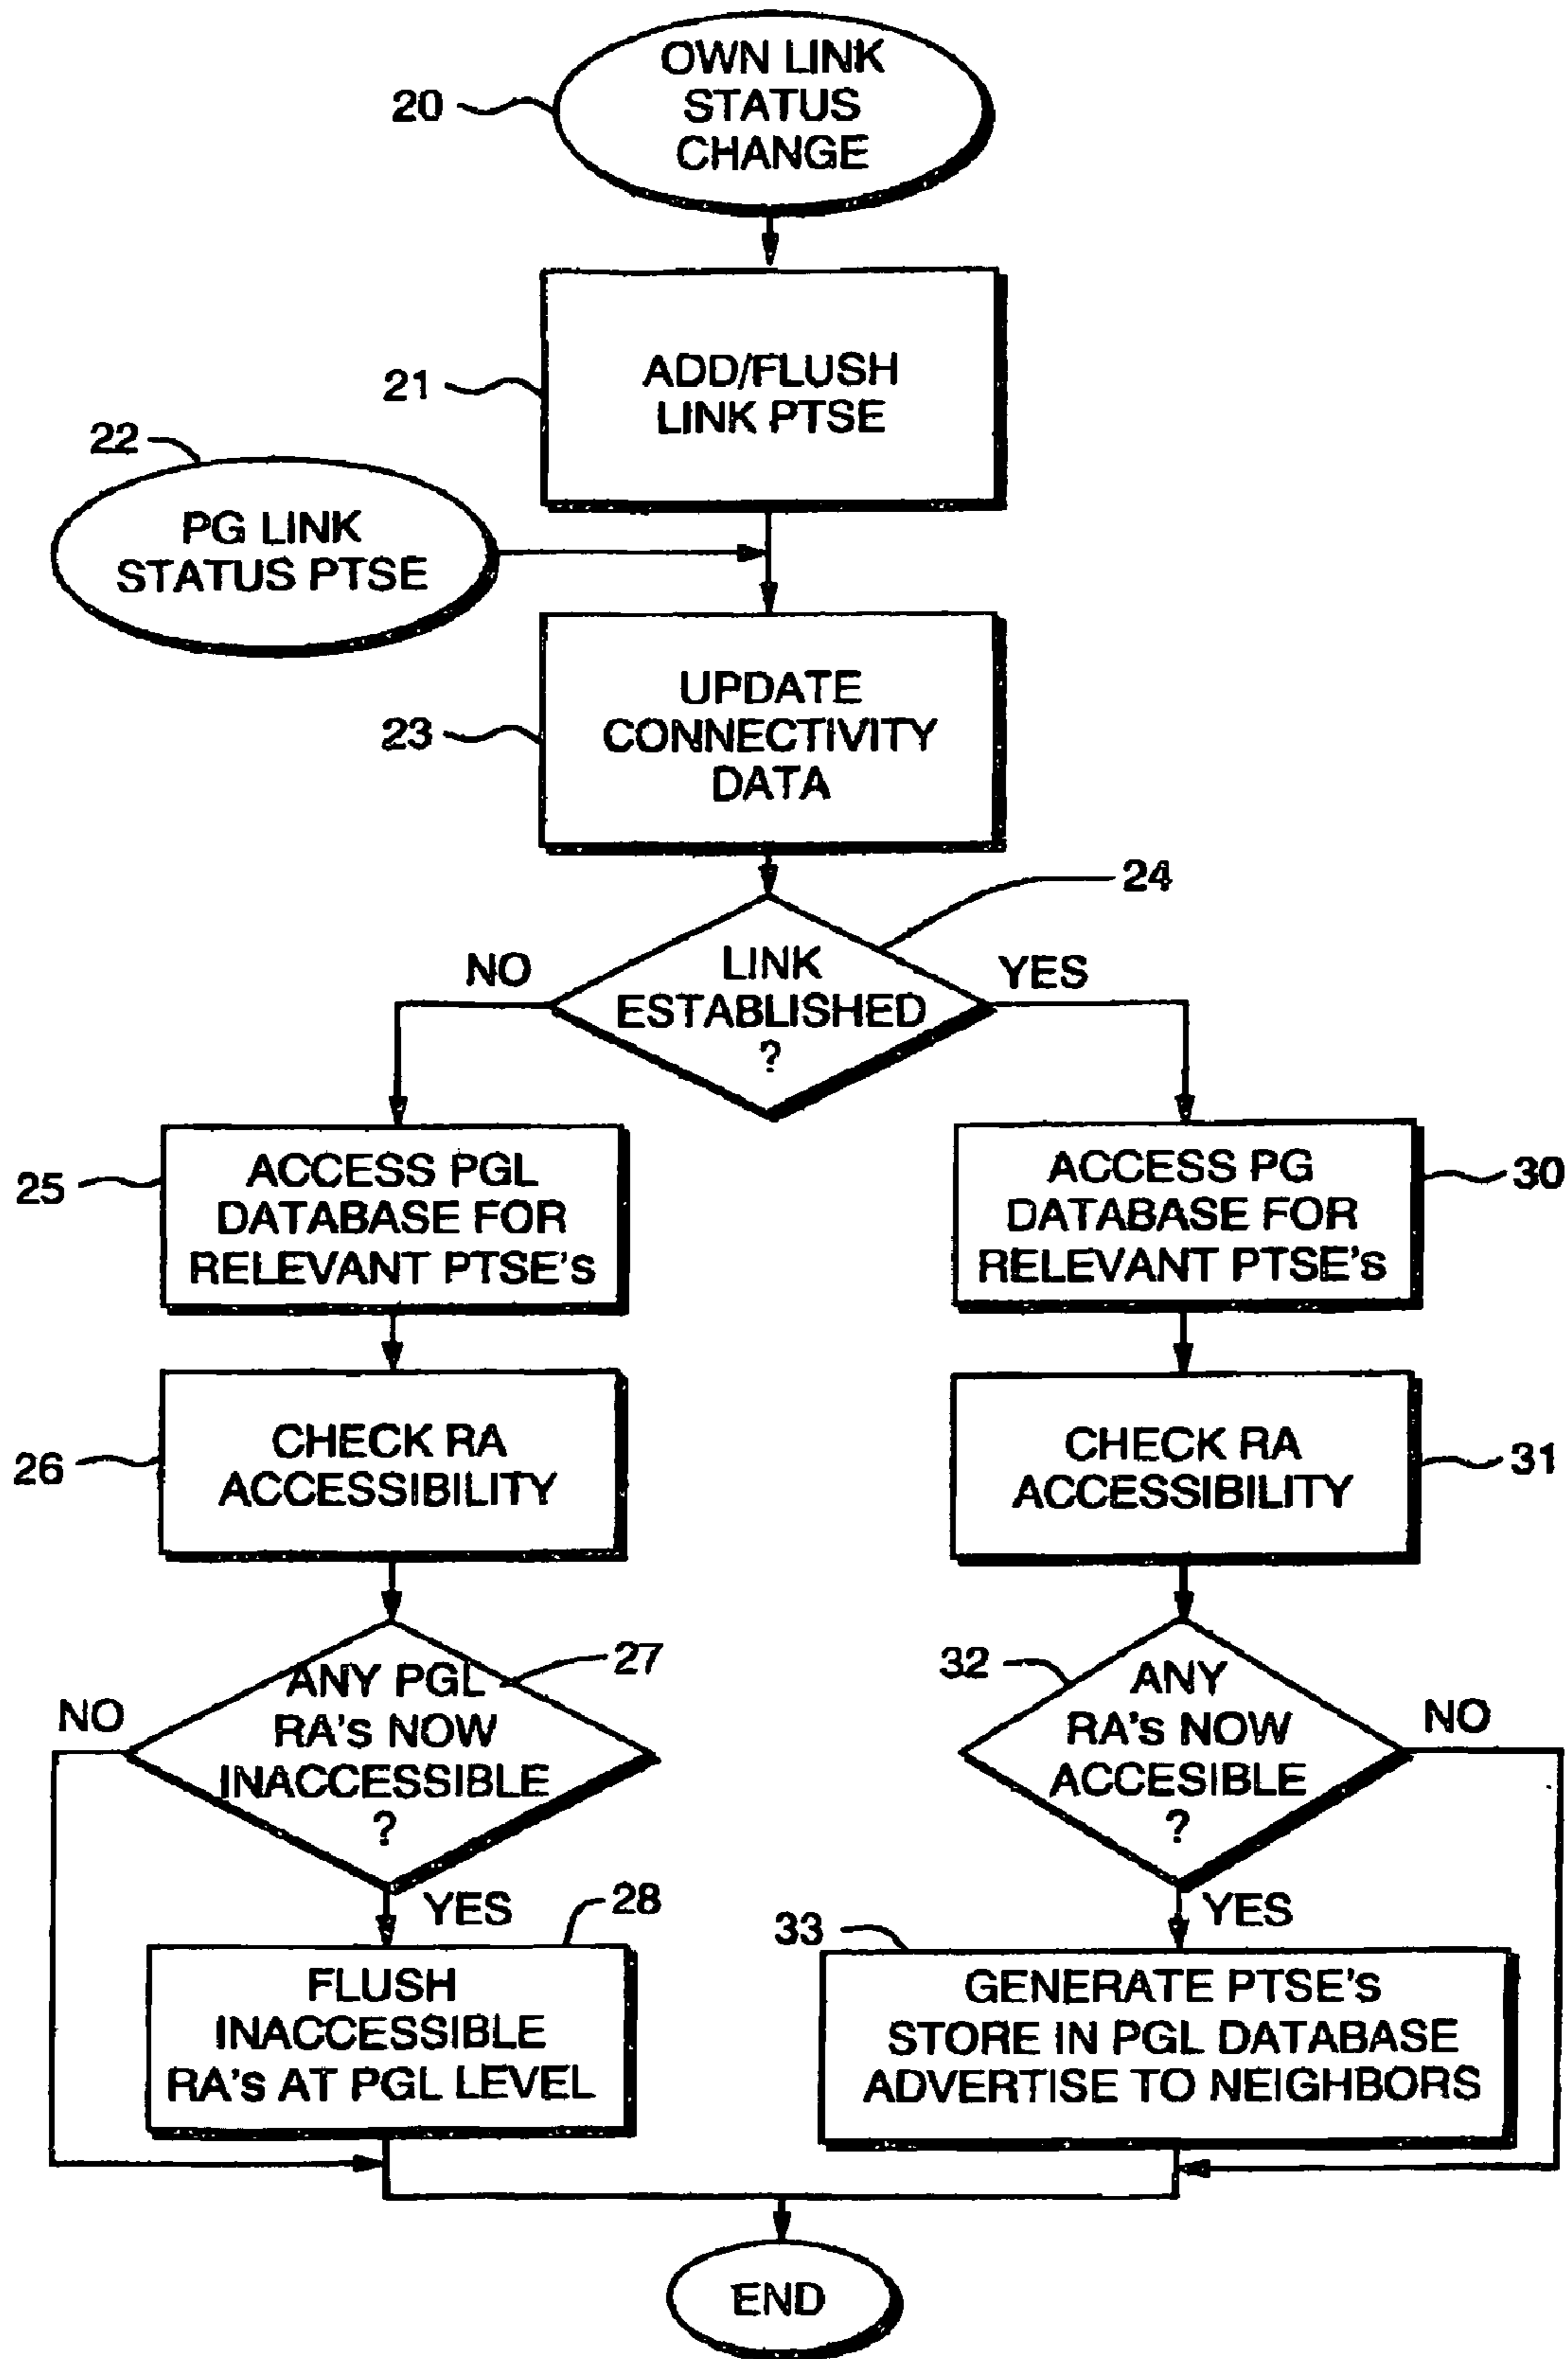 OWN LINK
STATUS
CHANGE
20
ADD/FLUSH
LINK PTSE
21
22
PG LINK
STATUS PTSE
UPDATE
CONNECTIVITY
DATA
23
24
LINK
ESTABLISHED
?
NO
YES
25
ACCESS PGL
DATABASE FOR
RELEVANT PTSE's
ACCESS PG
DATABASE FOR
RELEVANT PTSE's
30
26
CHECK RA
ACCESSIBILITY
CHECK RA
ACCESSIBILITY
31
27
ANY PGL
RA's NOW
INACCESSIBLE
?
NO
YES
32
ANY
RA's NOW
ACCESIBLE
?
NO
YES
28
FLUSH
INACCESSIBLE
RA's AT PGL LEVEL
33
GENERATE PTSE's
STORE IN PGL DATABASE
ADVERTISE TO NEIGHBORS
END